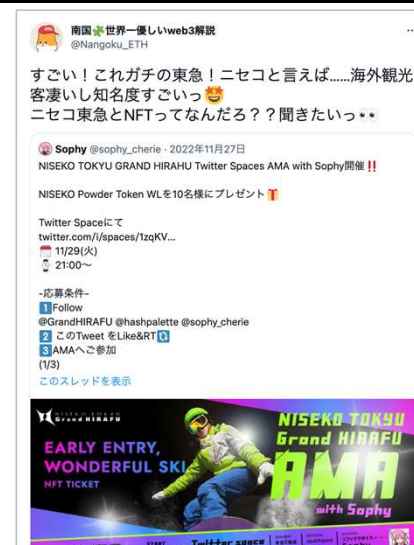 南国🌴世界一優しいweb3解説
@Nangoku_ETH
すごい！これガチの東急！ニセコと言えば......海外観光
客凄いし知名度すごいっ🤩
ニセコ東急とNFTってなんだろ？？聞きたいっ👀
Sophy @sophy_cherie · 2022年11月27日
NISEKO TOKYU GRAND HIRAHU Twitter Spaces AMA with Sophy開催‼️
NISEKO Powder Token WLを10名様にプレゼント🎁
Twitter Spaceにて
twitter.com/i/spaces/1zqKV...
🗓 11/29(火)
⌚ 21:00〜
-応募条件-
1️⃣Follow
@GrandHIRAFU @hashpalette @sophy_cherie
2️⃣ このTweet をLike&RT🔃
3️⃣AMAへご参加
(1/3)
このスレッドを表示
NISEKO TOKYU
Grand HIRAFU
EARLY ENTRY,
WONDERFUL SKI
NFT TICKET
NISEKO TOKYU
Grand HIRAFU
AMA
with Sophy
Twitter space